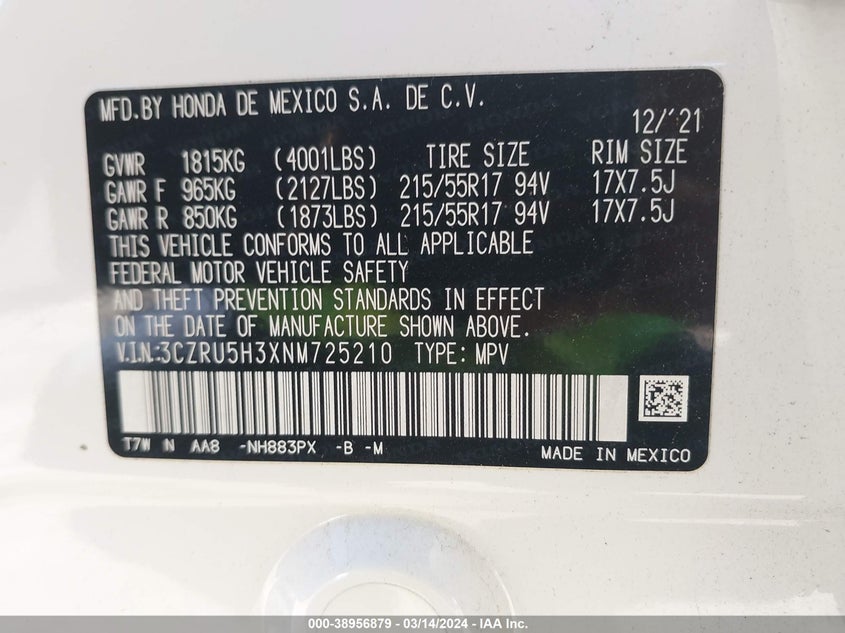 MFD.BY HONDA DE MEXICO S.A. DE C.V.
12/'21
GVWR 1815KG (4001LBS) TIRE SIZE RIM SIZE
GAWR F 965KG (2127LBS) 215/55R17 94V 17X7.5J
GAWR R 850KG (1873LBS) 215/55R17 94V 17X7.5J
THIS VEHICLE CONFORMS TO ALL APPLICABLE
FEDERAL MOTOR VEHICLE SAFETY
AND THEFT PREVENTION STANDARDS IN EFFECT
ON THE DATE OF MANUFACTURE SHOWN ABOVE.
V.I.N.:3CZRU5H3XNM725210 TYPE: MPV
T7W N AA8 -NH883PX -B -M
MADE IN MEXICO
000-38956879 - 03/14/2024 - IAA Inc.